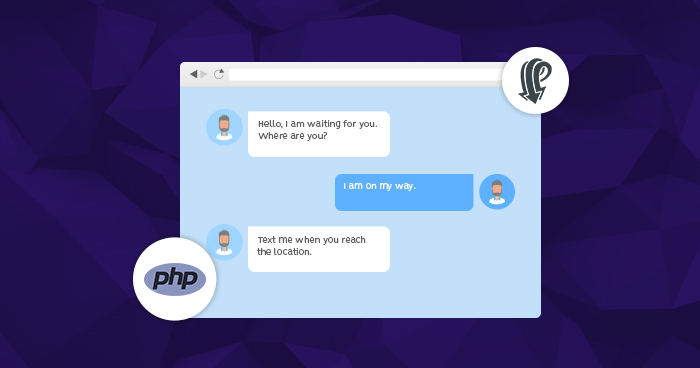 Hello, I am waiting for you.
Where are you?
I am on my way.
Text me when you reach
the location.
php